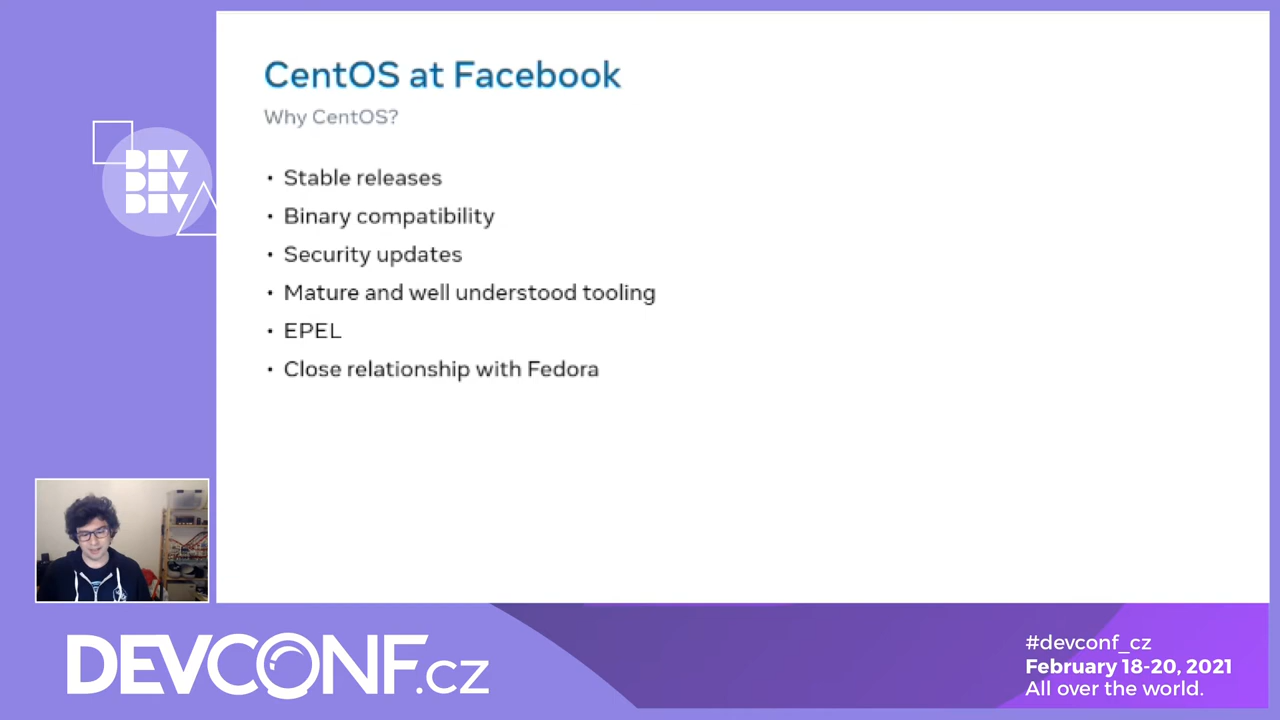 CentOS at Facebook
Why CentOS?
• Stable releases
• Binary compatibility
• Security updates
• Mature and well understood tooling
• EPEL
• Close relationship with Fedora
DEV
DEV
DEV
DEVCONF.cz
#devconf_cz
February 18-20, 2021
All over the world.